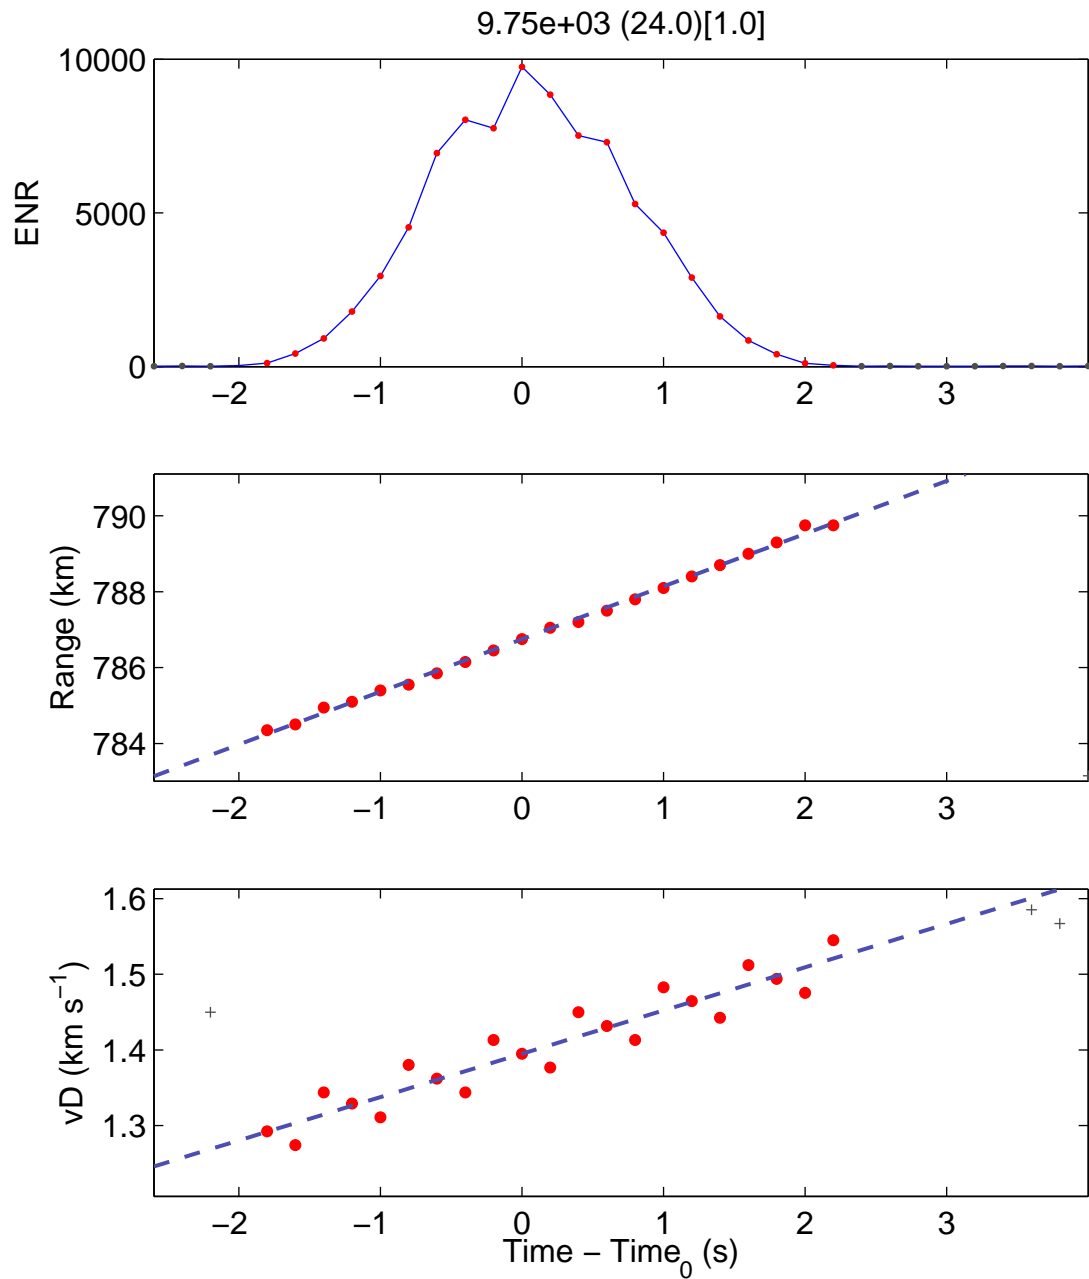 9.75e+03 (24.0)[1.0]
10000
5000
0
ENR
−2 −1 0 1 2 3
790
788
786
784
Range (km)
−2 −1 0 1 2 3
1.6
1.5
1.4
1.3
vD (km s⁻¹)
−2 −1 0 1 2 3
Time − Time₀ (s)